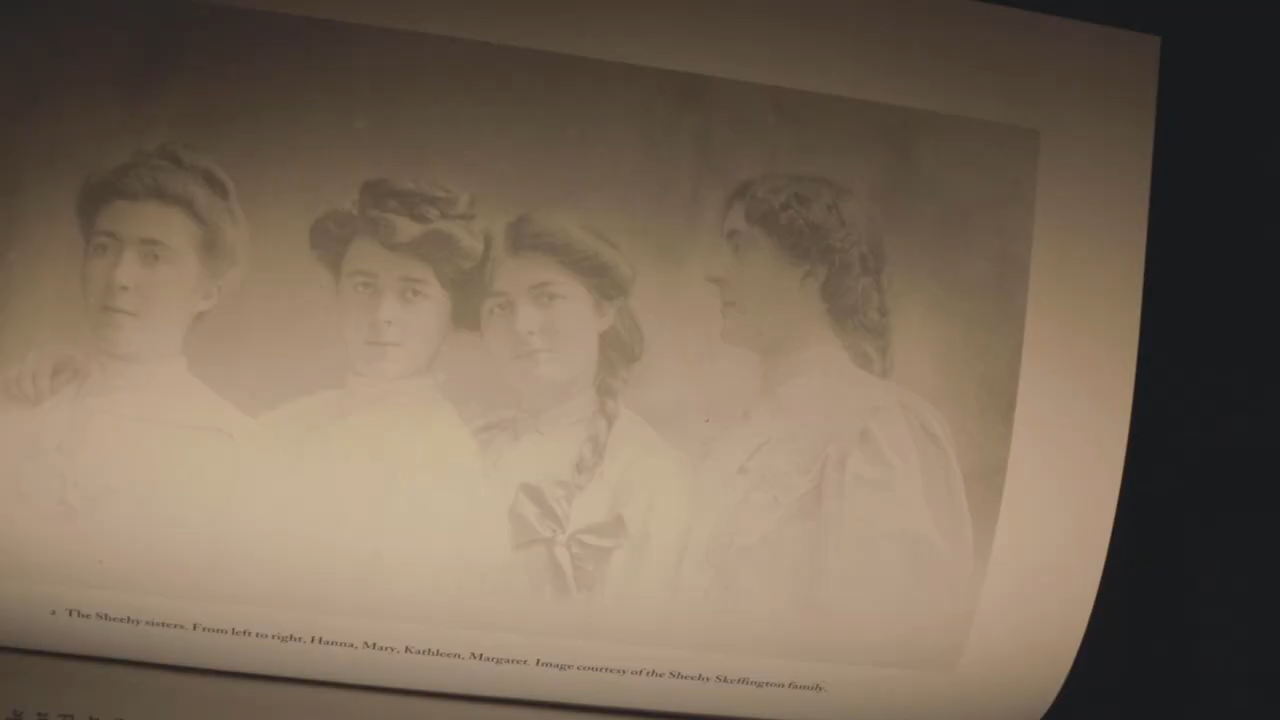 2 The Sheehy sisters. From left to right, Hanna, Mary, Kathleen, Margaret. Image courtesy of the Sheehy Skeffington family.